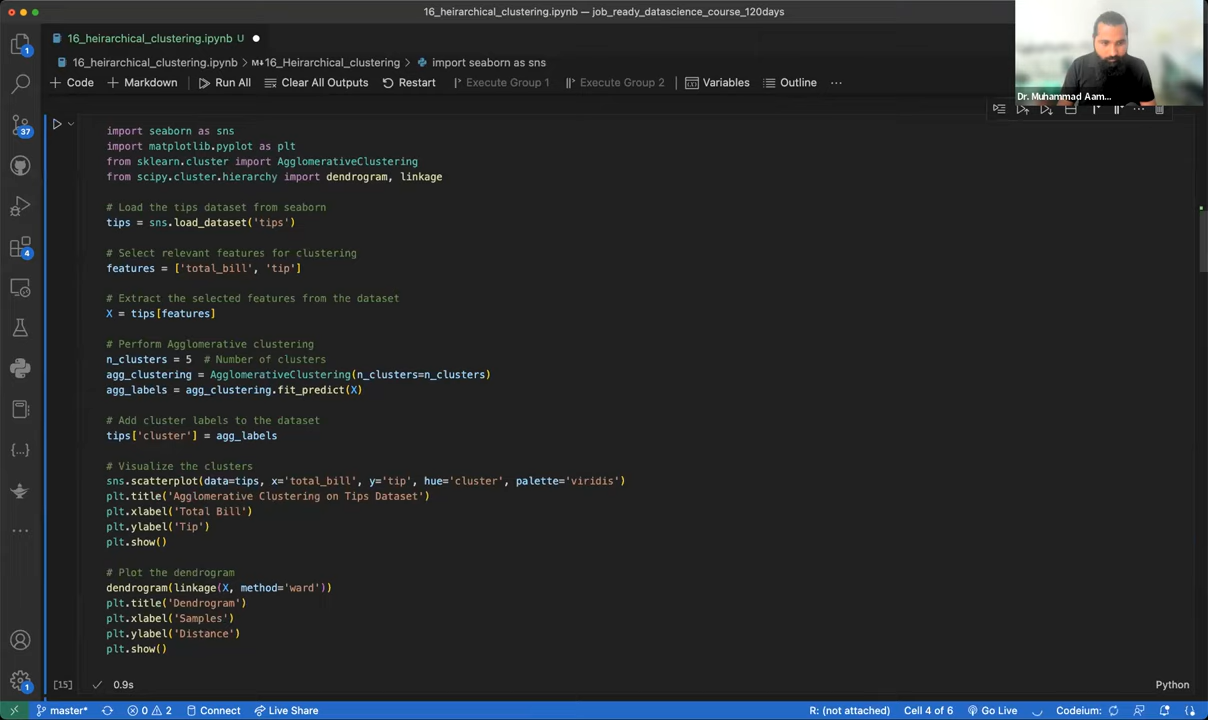 16_heirarchical_clustering.ipynb — job_ready_datascience_course_120days
16_heirarchical_clustering.ipynb U
16_heirarchical_clustering.ipynb > M↓16_Heirarchical_clustering > import seaborn as sns
+ Code + Markdown Run All Clear All Outputs Restart Execute Group 1 Execute Group 2 Variables Outline ...
Dr. Muhammad Aam...
import seaborn as sns
import matplotlib.pyplot as plt
from sklearn.cluster import AgglomerativeClustering
from scipy.cluster.hierarchy import dendrogram, linkage
# Load the tips dataset from seaborn
tips = sns.load_dataset('tips')
# Select relevant features for clustering
features = ['total_bill', 'tip']
# Extract the selected features from the dataset
X = tips[features]
# Perform Agglomerative clustering
n_clusters = 5  # Number of clusters
agg_clustering = AgglomerativeClustering(n_clusters=n_clusters)
agg_labels = agg_clustering.fit_predict(X)
# Add cluster labels to the dataset
tips['cluster'] = agg_labels
# Visualize the clusters
sns.scatterplot(data=tips, x='total_bill', y='tip', hue='cluster', palette='viridis')
plt.title('Agglomerative Clustering on Tips Dataset')
plt.xlabel('Total Bill')
plt.ylabel('Tip')
plt.show()
# Plot the dendrogram
dendrogram(linkage(X, method='ward'))
plt.title('Dendrogram')
plt.xlabel('Samples')
plt.ylabel('Distance')
plt.show()
[15] 0.9s Python
1
37
4
1
master* 0 2 Connect Live Share R: (not attached) Cell 4 of 6 Go Live Codeium: